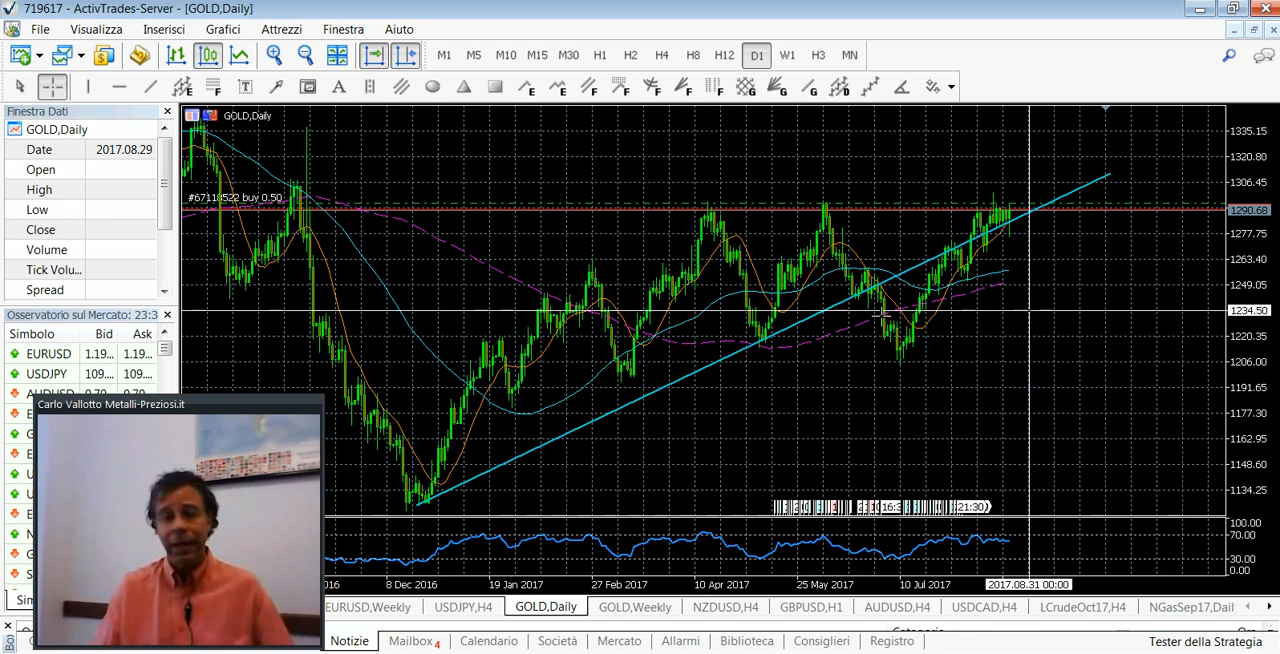 719617 - ActivTrades-Server - [GOLD,Daily]
File Visualizza Inserisci Grafici Attrezzi Finestra Aiuto
M1 M5 M10 M15 M30 H1 H2 H4 H8 H12 D1 W1 H3 MN
Finestra Dati
GOLD,Daily
Date 2017.08.29
Open
High
Low
Close
Volume
Tick Volu...
Spread
Osservatorio sul Mercato: 23:3
Simbolo Bid Ask
EURUSD 1.19... 1.19...
USDJPY 109.... 109....
Carlo Vallotto Metalli-Preziosi.it
GOLD,Daily
#67118522 buy 0.50
1335.15
1320.80
1306.45
1290.68
1277.75
1263.40
1249.05
1234.50
1220.35
1206.00
1191.65
1177.30
1162.95
1148.60
1134.25
16:3 21:30
100.00
70.00
30.00
0.00
016 8 Dec 2016 19 Jan 2017 27 Feb 2017 10 Apr 2017 25 May 2017 10 Jul 2017 2017.08.31 00:00
EURUSD,Weekly USDJPY,H4 GOLD,Daily GOLD,Weekly NZDUSD,H4 GBPUSD,H1 AUDUSD,H4 USDCAD,H4 LCrudeOct17,H4 NGasSep17,Dail
Notizie Mailbox 4 Calendario Società Mercato Allarmi Biblioteca Consiglieri Registro Tester della Strategia